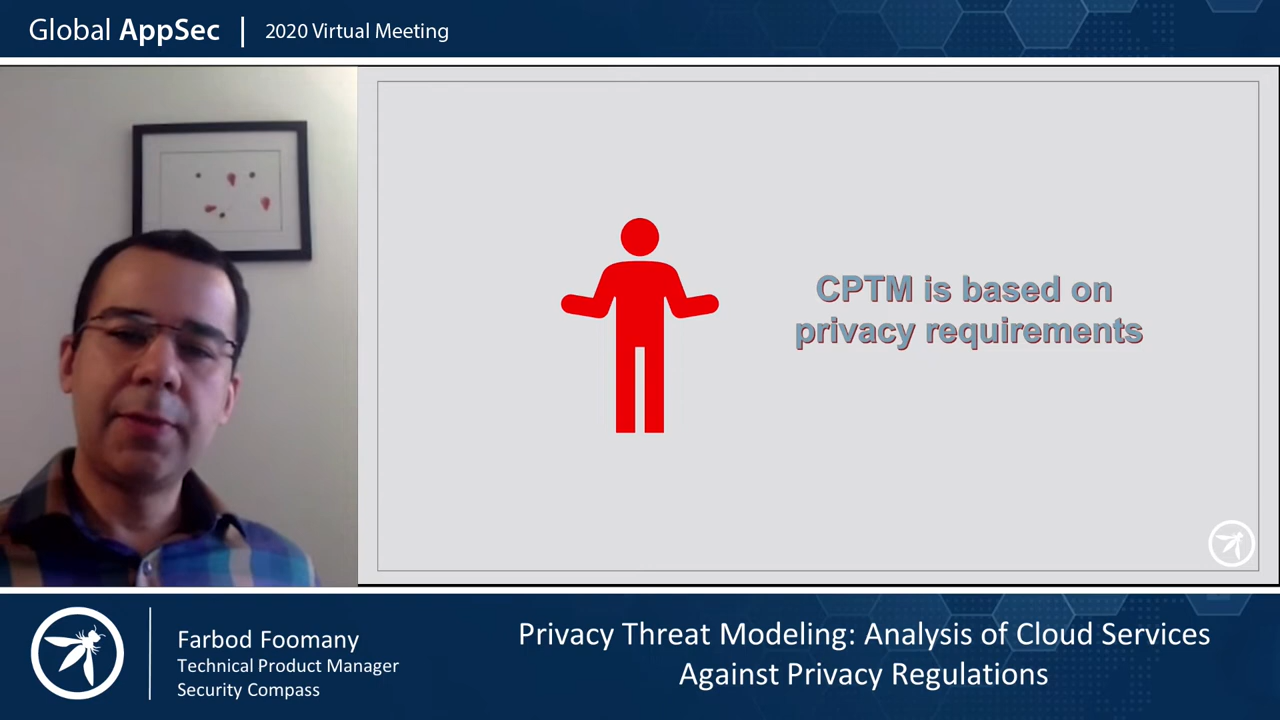 Global AppSec | 2020 Virtual Meeting
CPTM is based on
privacy requirements
Farbod Foomany
Technical Product Manager
Security Compass
Privacy Threat Modeling: Analysis of Cloud Services
Against Privacy Regulations